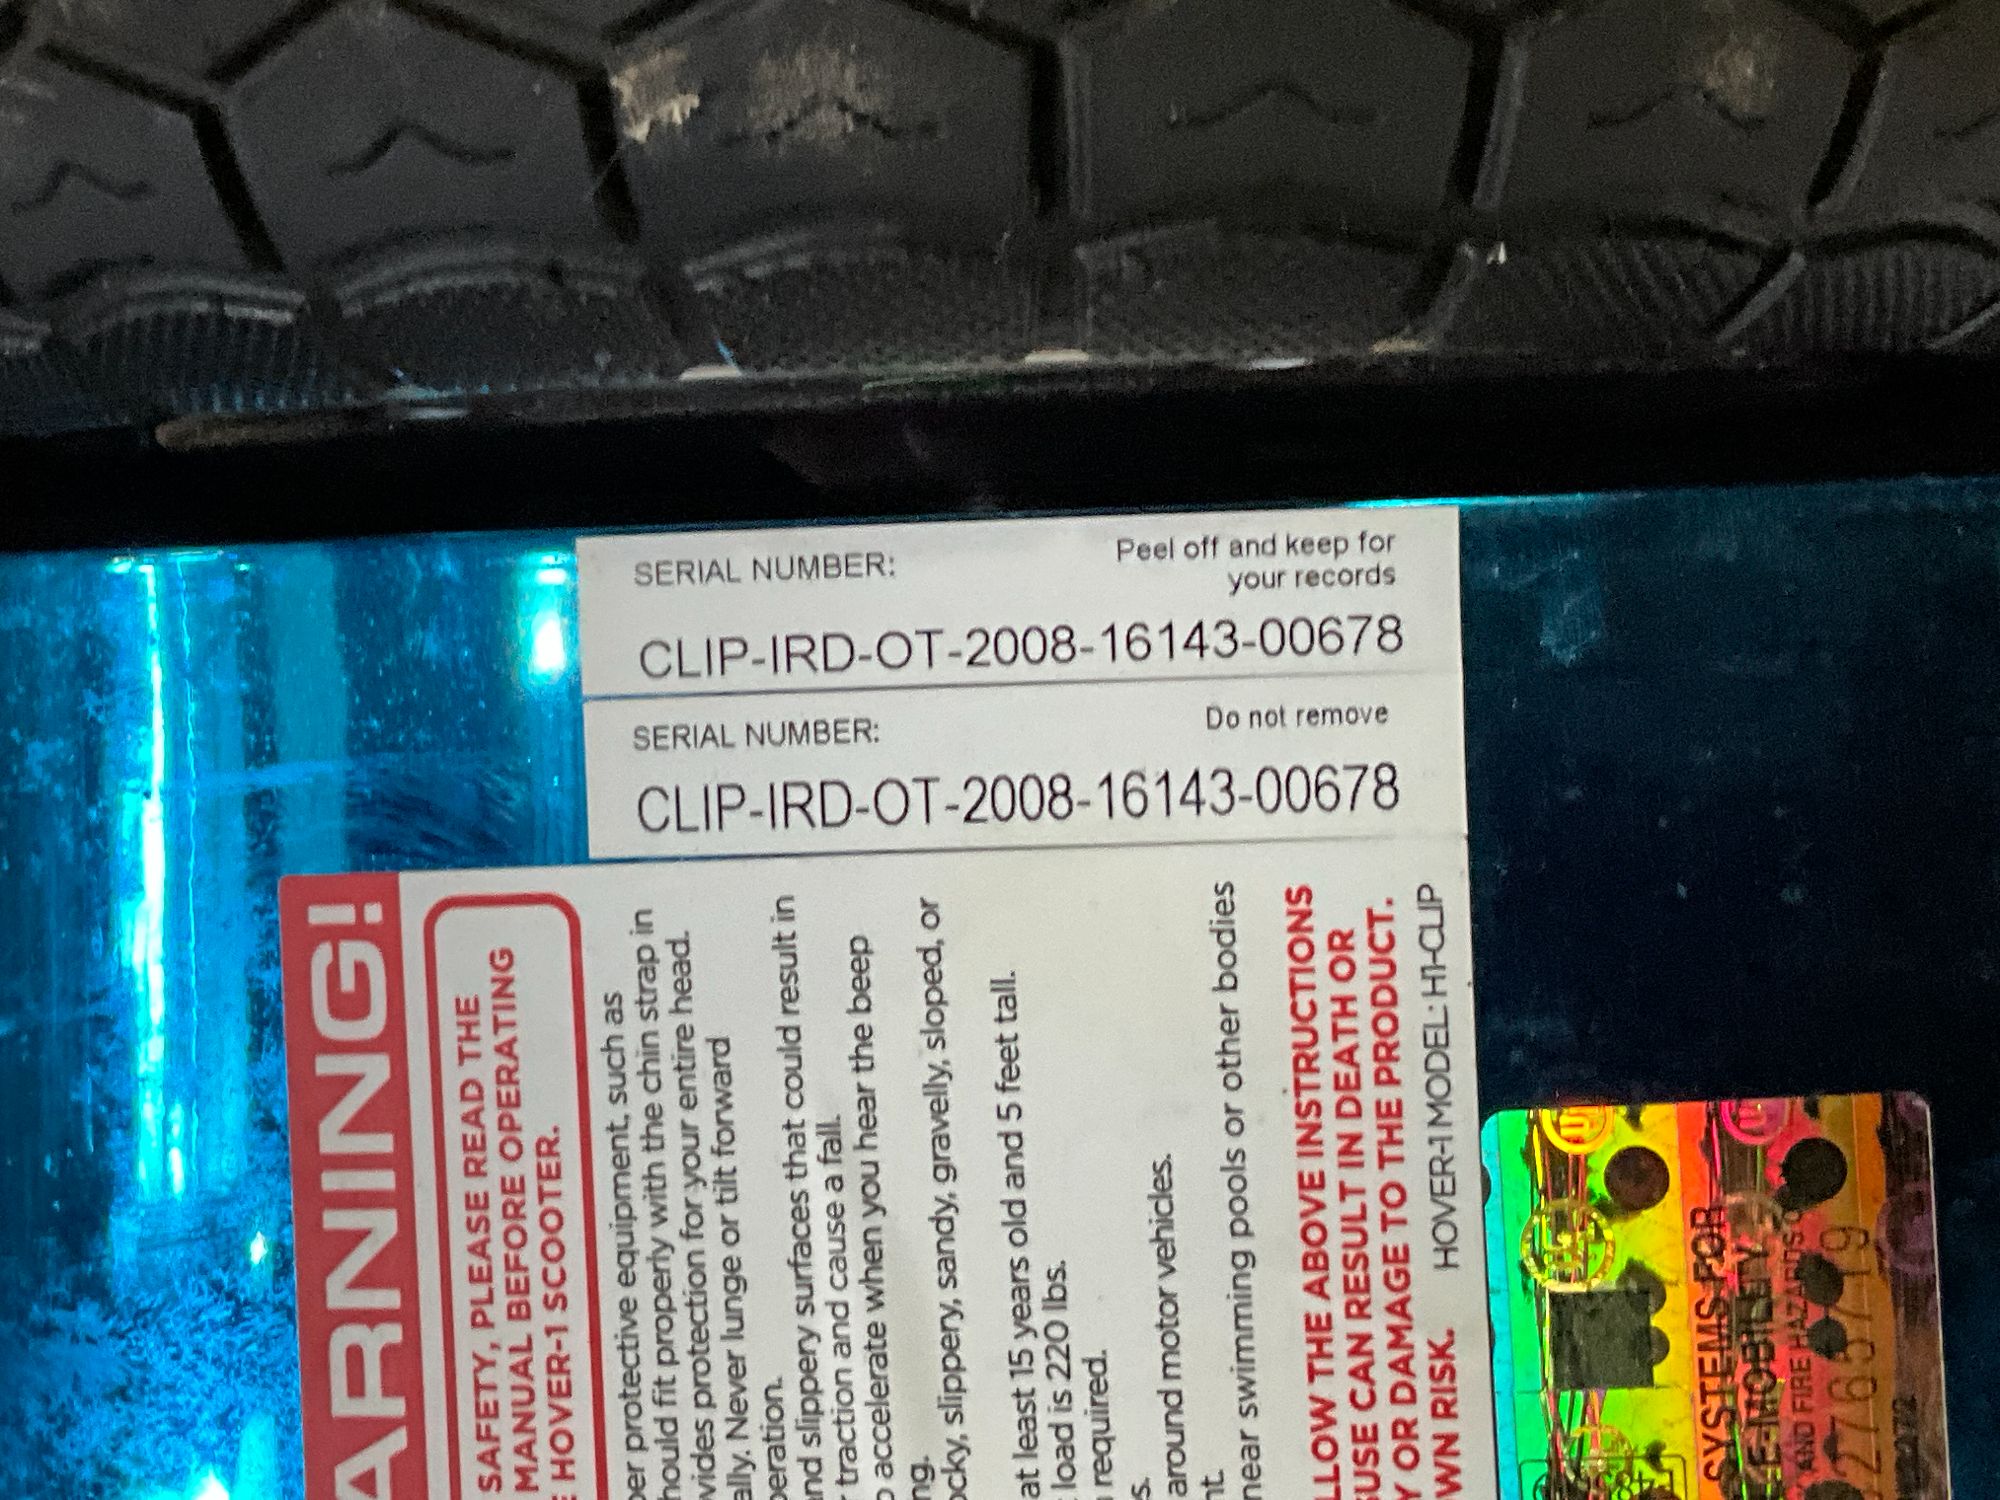 SERIAL NUMBER:
Peel off and keep for
your records
CLIP-IRD-OT-2008-16143-00678
SERIAL NUMBER:
Do not remove
CLIP-IRD-OT-2008-16143-00678
ARNING!
SAFETY, PLEASE READ THE
MANUAL BEFORE OPERATING
HOVER-1 SCOOTER.
protective equipment, such as
hould fit properly with the chin strap in
vides protection for your entire head.
ally. Never lunge or tilt forward
peration.
nd slippery surfaces that could result in
traction and cause a fall.
o accelerate when you hear the beep
ng.
ocky, slippery, sandy, gravelly, sloped, or
at least 15 years old and 5 feet tall.
load is 220 lbs.
required.
s.
around motor vehicles.
nt.
near swimming pools or other bodies
LLOW THE ABOVE INSTRUCTIONS
USE CAN RESULT IN DEATH OR
Y OR DAMAGE TO THE PRODUCT.
WN RISK.
HOVER-1 MODEL: H1-CLIP
SYSTEMS FOR
E-MOBILITY
AND FIRE HAZARDS